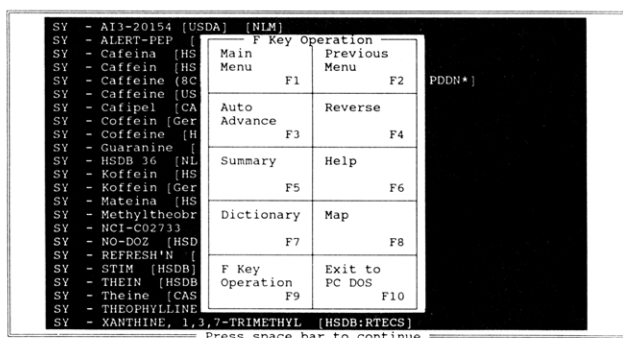 SY - AI3-20154 [USDA] [NLM]
SY - ALERT-PEP [
SY - Cafeina [HS
SY - Caffein [HS
SY - Caffeine (8C PDDN*]
SY - Caffeine [US
SY - Cafipel [CA
SY - Coffein [Ger
SY - Coffeine [H
SY - Guaranine [
SY - HSDB 36 [NL
SY - Koffein [HS
SY - Koffein [Ger
SY - Mateina [HS
SY - Methyltheobr
SY - NCI-C02733
SY - NO-DOZ [HSD
SY - REFRESH'N [
SY - STIM [HSDB]
SY - THEIN [HSDB
SY - Theine [CAS
SY - THEOPHYLLINE
SY - XANTHINE, 1,3,7-TRIMETHYL [HSDB:RTECS]
F Key Operation
Main
Menu
F1
Previous
Menu
F2
Auto
Advance
F3
Reverse
F4
Summary
F5
Help
F6
Dictionary
F7
Map
F8
F Key
Operation
F9
Exit to
PC DOS
F10
Press space bar to continue